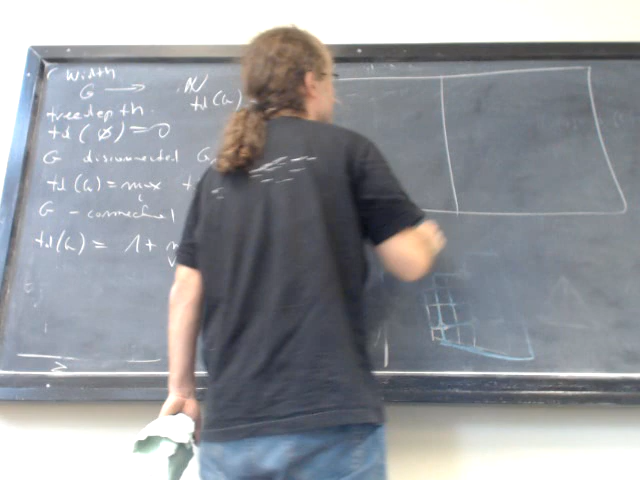 Width
G → N
td(G)
treedepth
td(∅)=0
G disconnected G
td(G) = max t
i
G - connected
td(G) = 1+ m
v